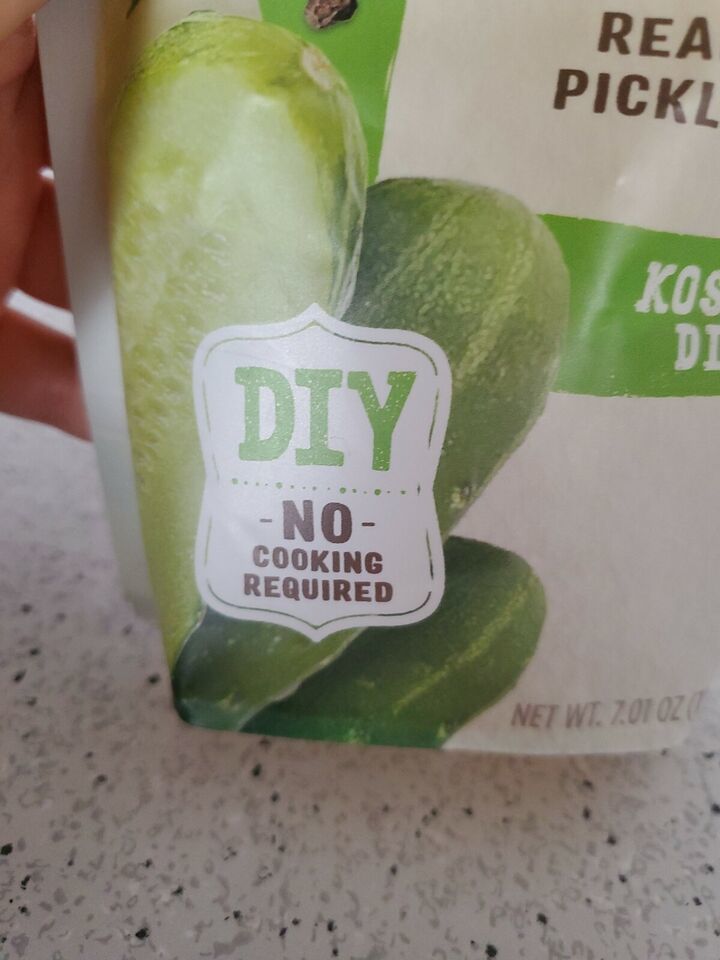 REA
PICKL
KOS
DI
DIY
-NO-
COOKING
REQUIRED
NET WT. 7.01 OZ (